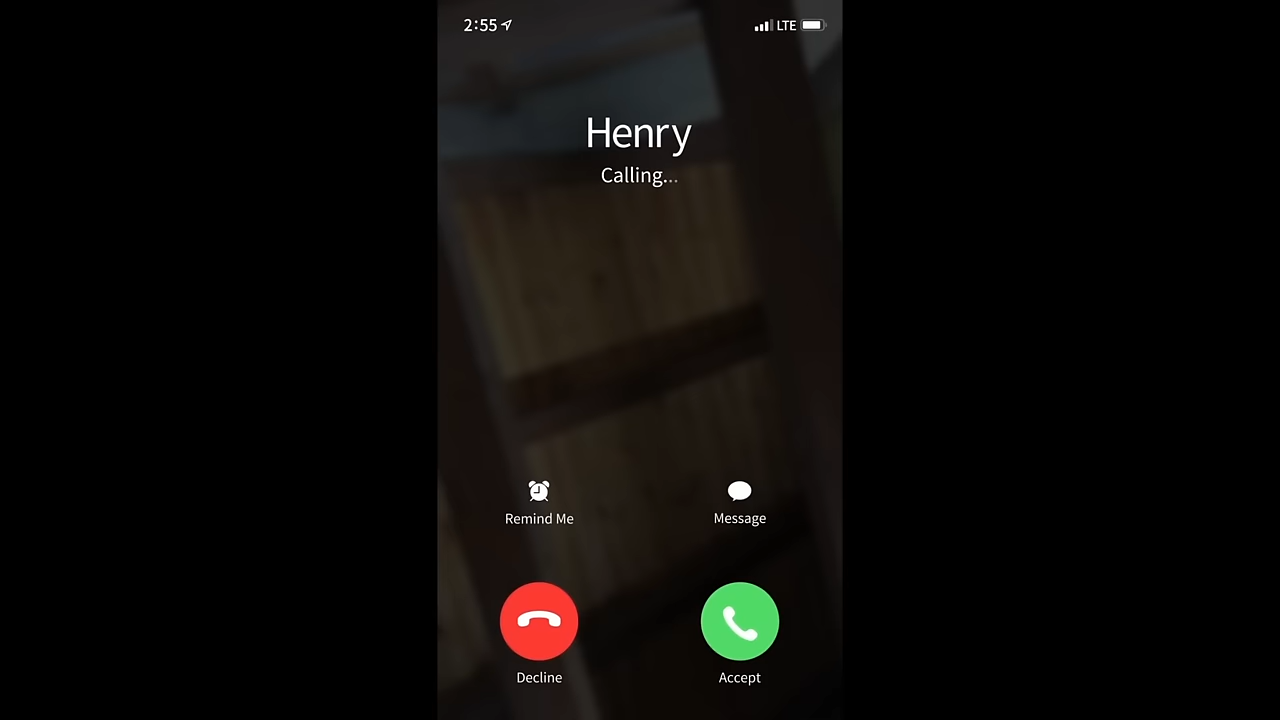 2:55 LTE
Henry
Calling...
Remind Me Message
Decline Accept